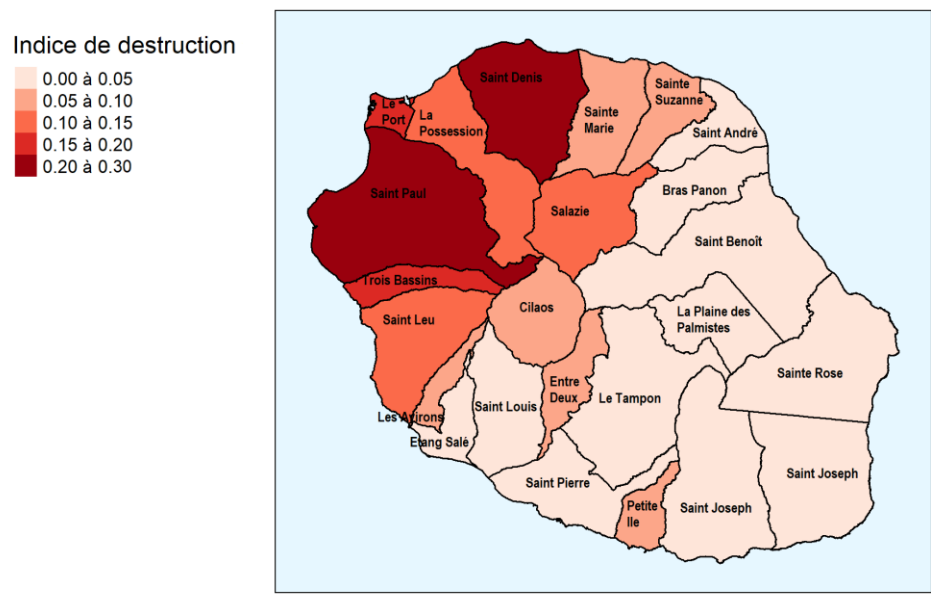 Indice de destruction
0.00 à 0.05
0.05 à 0.10
0.10 à 0.15
0.15 à 0.20
0.20 à 0.30
Saint Denis
Sainte
Suzanne
Le
Port
La
Possession
Sainte
Marie
Saint André
Saint Paul
Bras Panon
Salazie
Saint Benoît
Trois Bassins
Cilaos
La Plaine des
Palmistes
Saint Leu
Sainte Rose
Entre
Deux
Le Tampon
Saint Louis
Les Avirons
Etang Salé
Saint Joseph
Saint Pierre
Petite
Ile
Saint Joseph